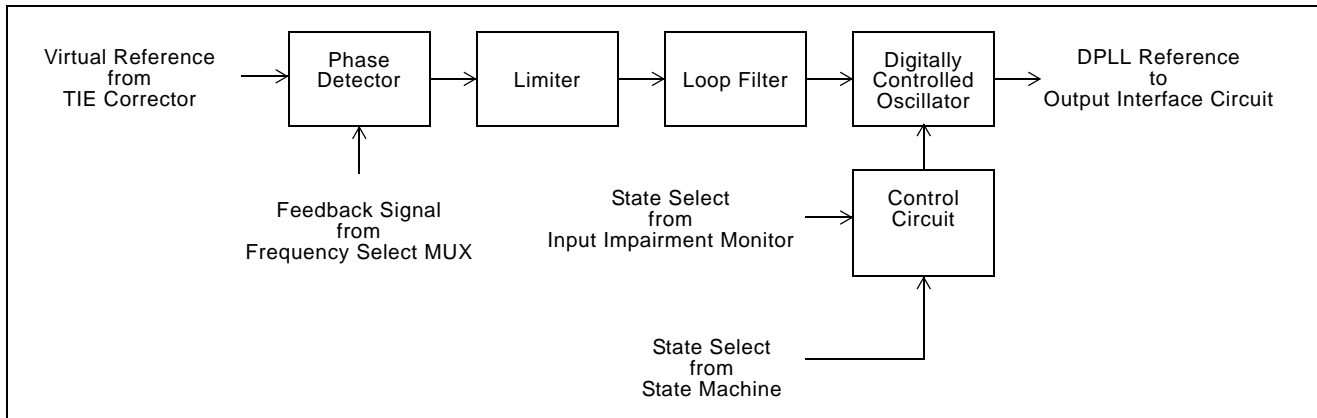 Virtual Reference
from
TIE Corrector
Phase
Detector
Limiter
Loop Filter
Digitally
Controlled
Oscillator
DPLL Reference
to
Output Interface Circuit
Feedback Signal
from
Frequency Select MUX
State Select
from
Input Impairment Monitor
Control
Circuit
State Select
from
State Machine